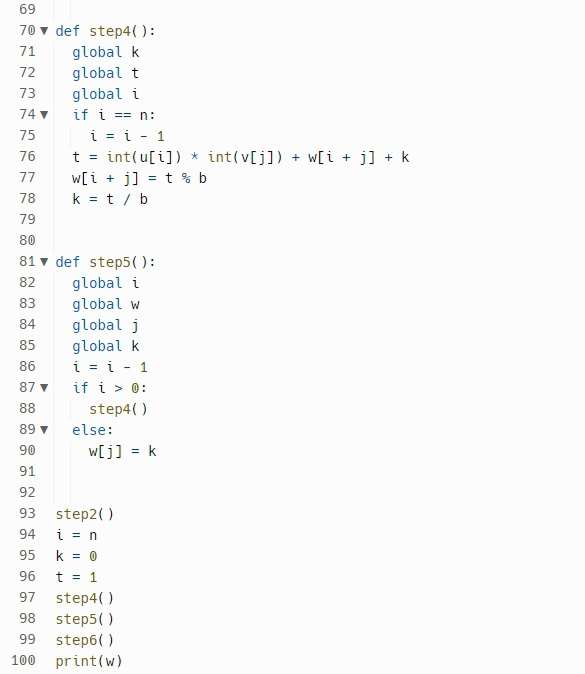 69
70 ▼ def step4():
71 global k
72 global t
73 global i
74 ▼ if i == n:
75 i = i - 1
76 t = int(u[i]) * int(v[j]) + w[i + j] + k
77 w[i + j] = t % b
78 k = t / b
79
80
81 ▼ def step5():
82 global i
83 global w
84 global j
85 global k
86 i = i - 1
87 ▼ if i > 0:
88 step4()
89 ▼ else:
90 w[j] = k
91
92
93 step2()
94 i = n
95 k = 0
96 t = 1
97 step4()
98 step5()
99 step6()
100 print(w)